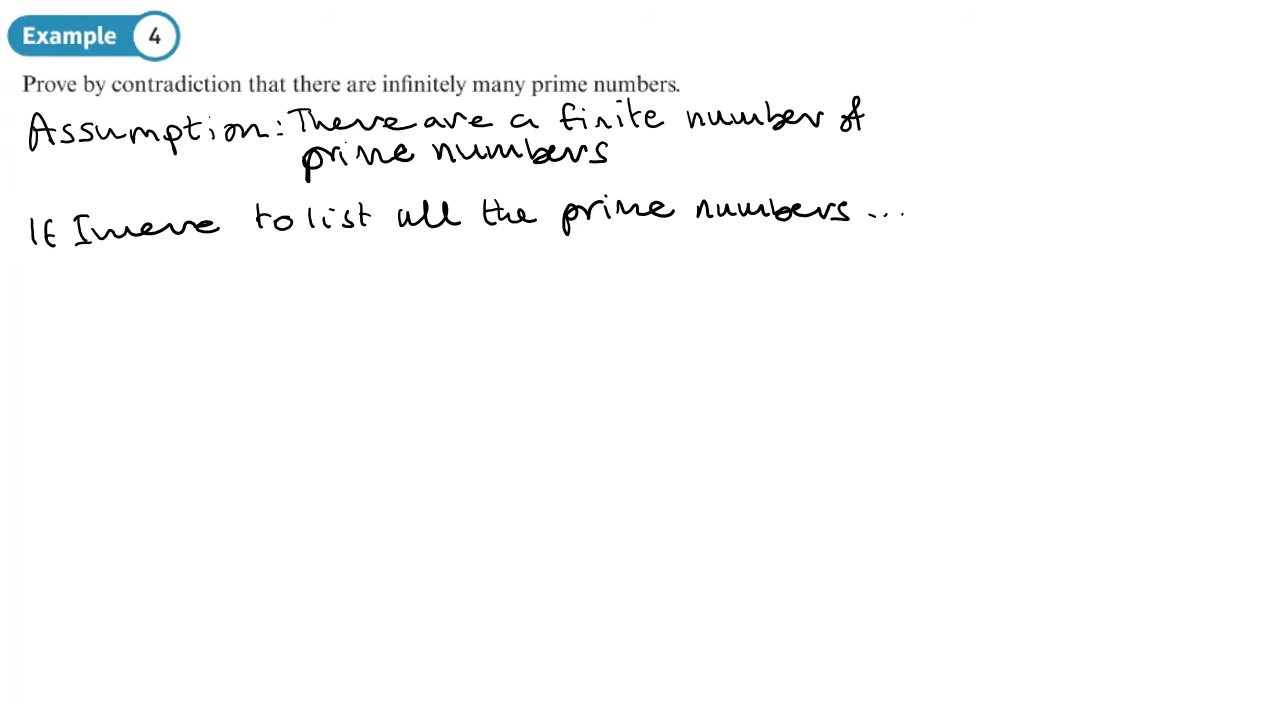 Example 4
Prove by contradiction that there are infinitely many prime numbers.
Assumption: There are a finite number of
prime numbers
If I were to list all the prime numbers ...